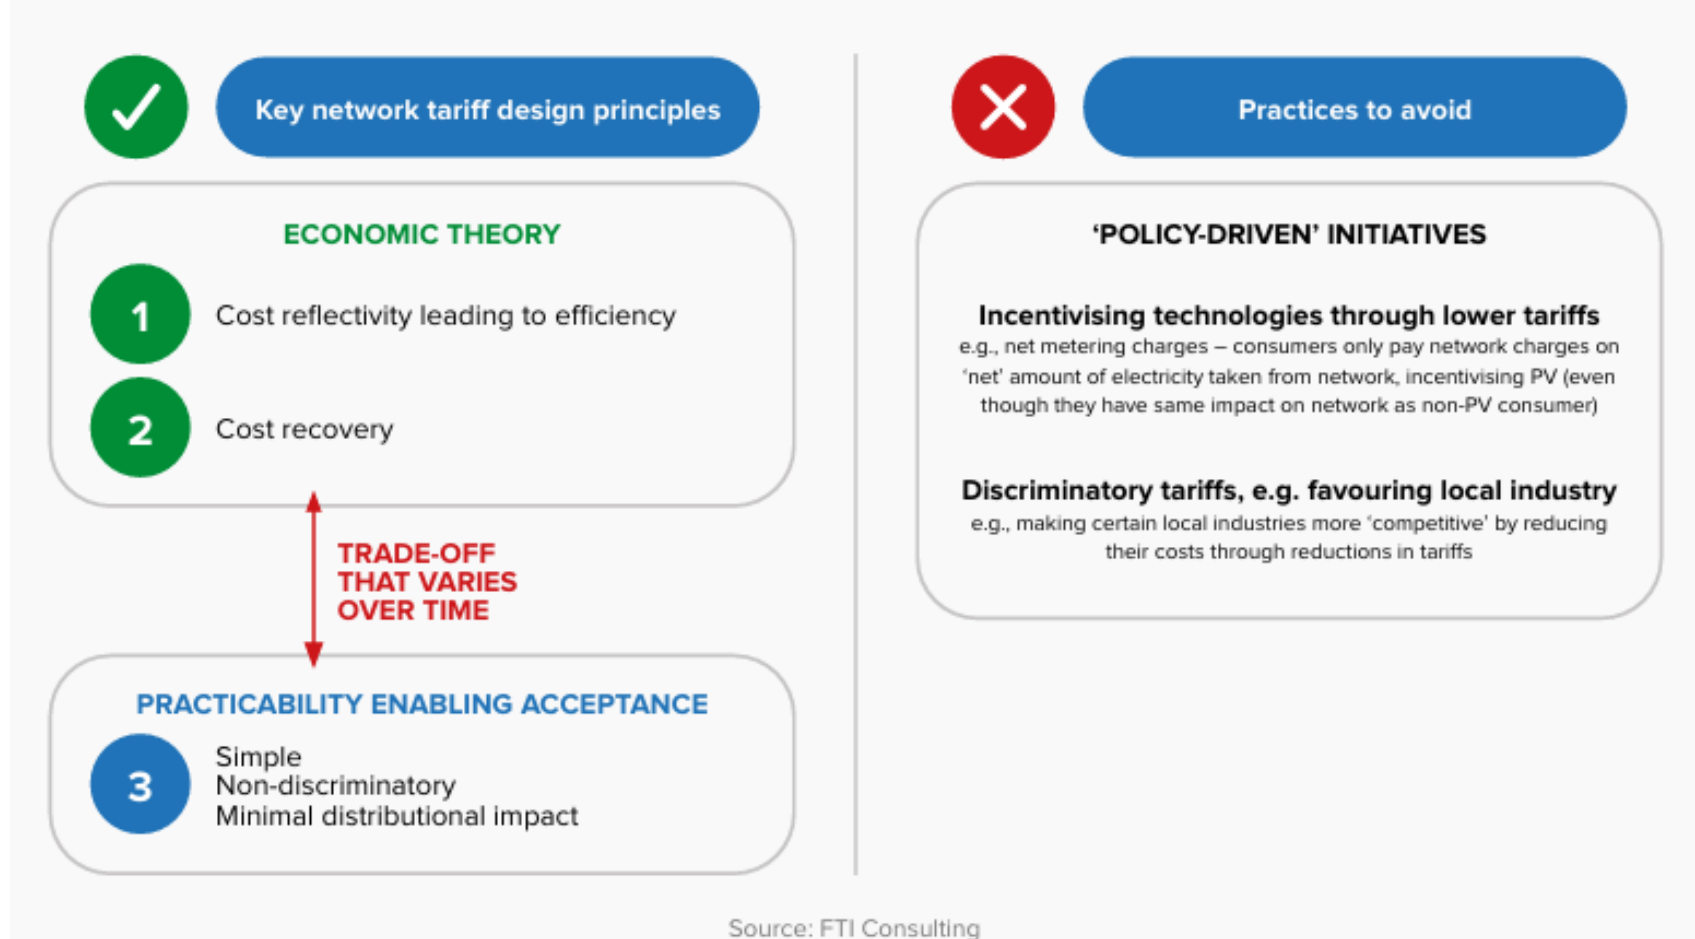 Key network tariff design principles
ECONOMIC THEORY
1
Cost reflectivity leading to efficiency
2
Cost recovery
TRADE-OFF
THAT VARIES
OVER TIME
PRACTICABILITY ENABLING ACCEPTANCE
3
Simple
Non-discriminatory
Minimal distributional impact
Practices to avoid
‘POLICY-DRIVEN’ INITIATIVES
Incentivising technologies through lower tariffs
e.g., net metering charges – consumers only pay network charges on
‘net’ amount of electricity taken from network, incentivising PV (even
though they have same impact on network as non-PV consumer)
Discriminatory tariffs, e.g. favouring local industry
e.g., making certain local industries more ‘competitive’ by reducing
their costs through reductions in tariffs
Source: FTI Consulting